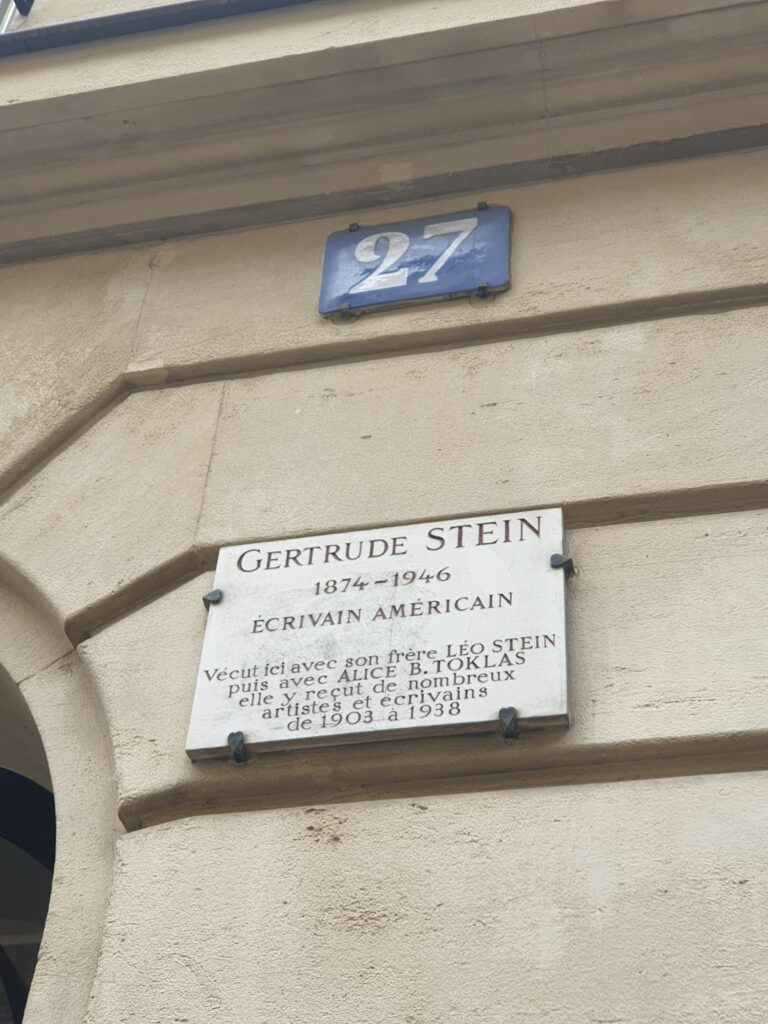 27
GERTRUDE STEIN
1874-1946
ÉCRIVAIN AMÉRICAIN
Vécut ici avec son frère LÉO STEIN
puis avec ALICE B. TOKLAS
elle y reçut de nombreux
artistes et écrivains
de 1903 à 1938